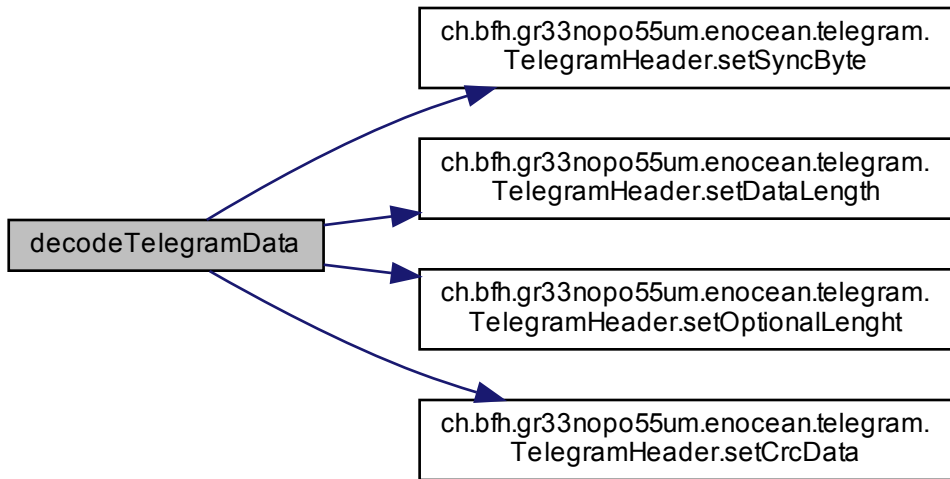 ch.bfh.gr33nopo55um.enocean.telegram.
TelegramHeader.setSyncByte
ch.bfh.gr33nopo55um.enocean.telegram.
TelegramHeader.setDataLength
decodeTelegramData
ch.bfh.gr33nopo55um.enocean.telegram.
TelegramHeader.setOptionalLenght
ch.bfh.gr33nopo55um.enocean.telegram.
TelegramHeader.setCrcData